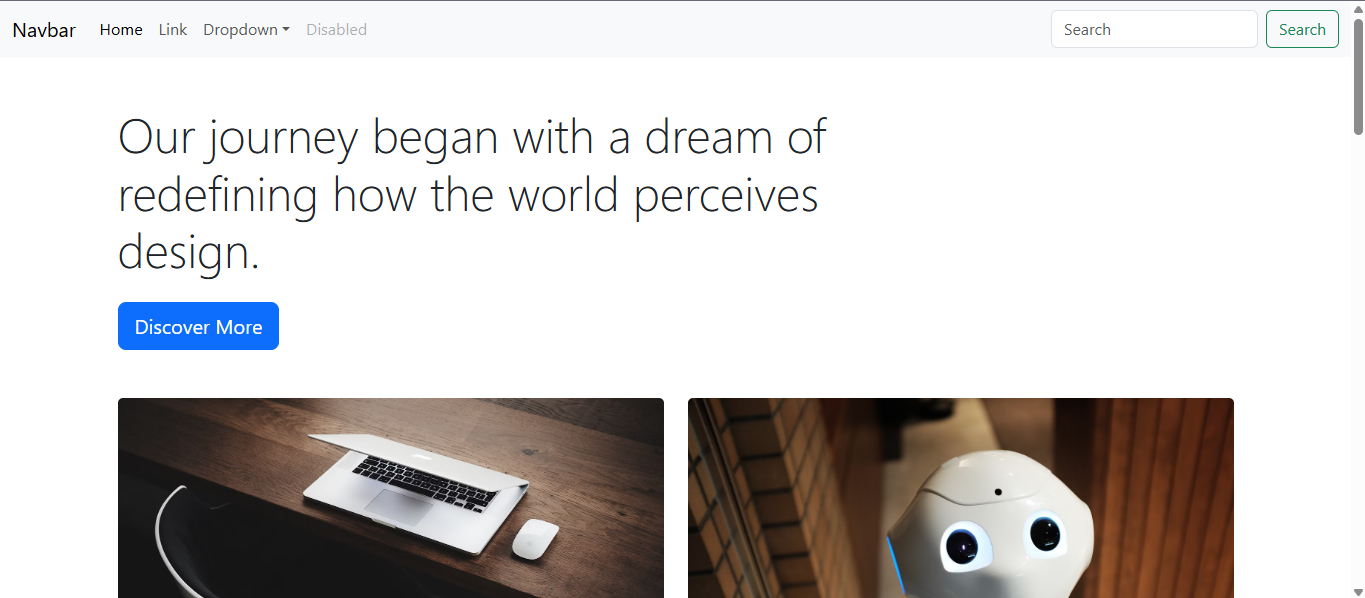 Navbar Home Link Dropdown Disabled Search Search
Our journey began with a dream of
redefining how the world perceives
design.
Discover More